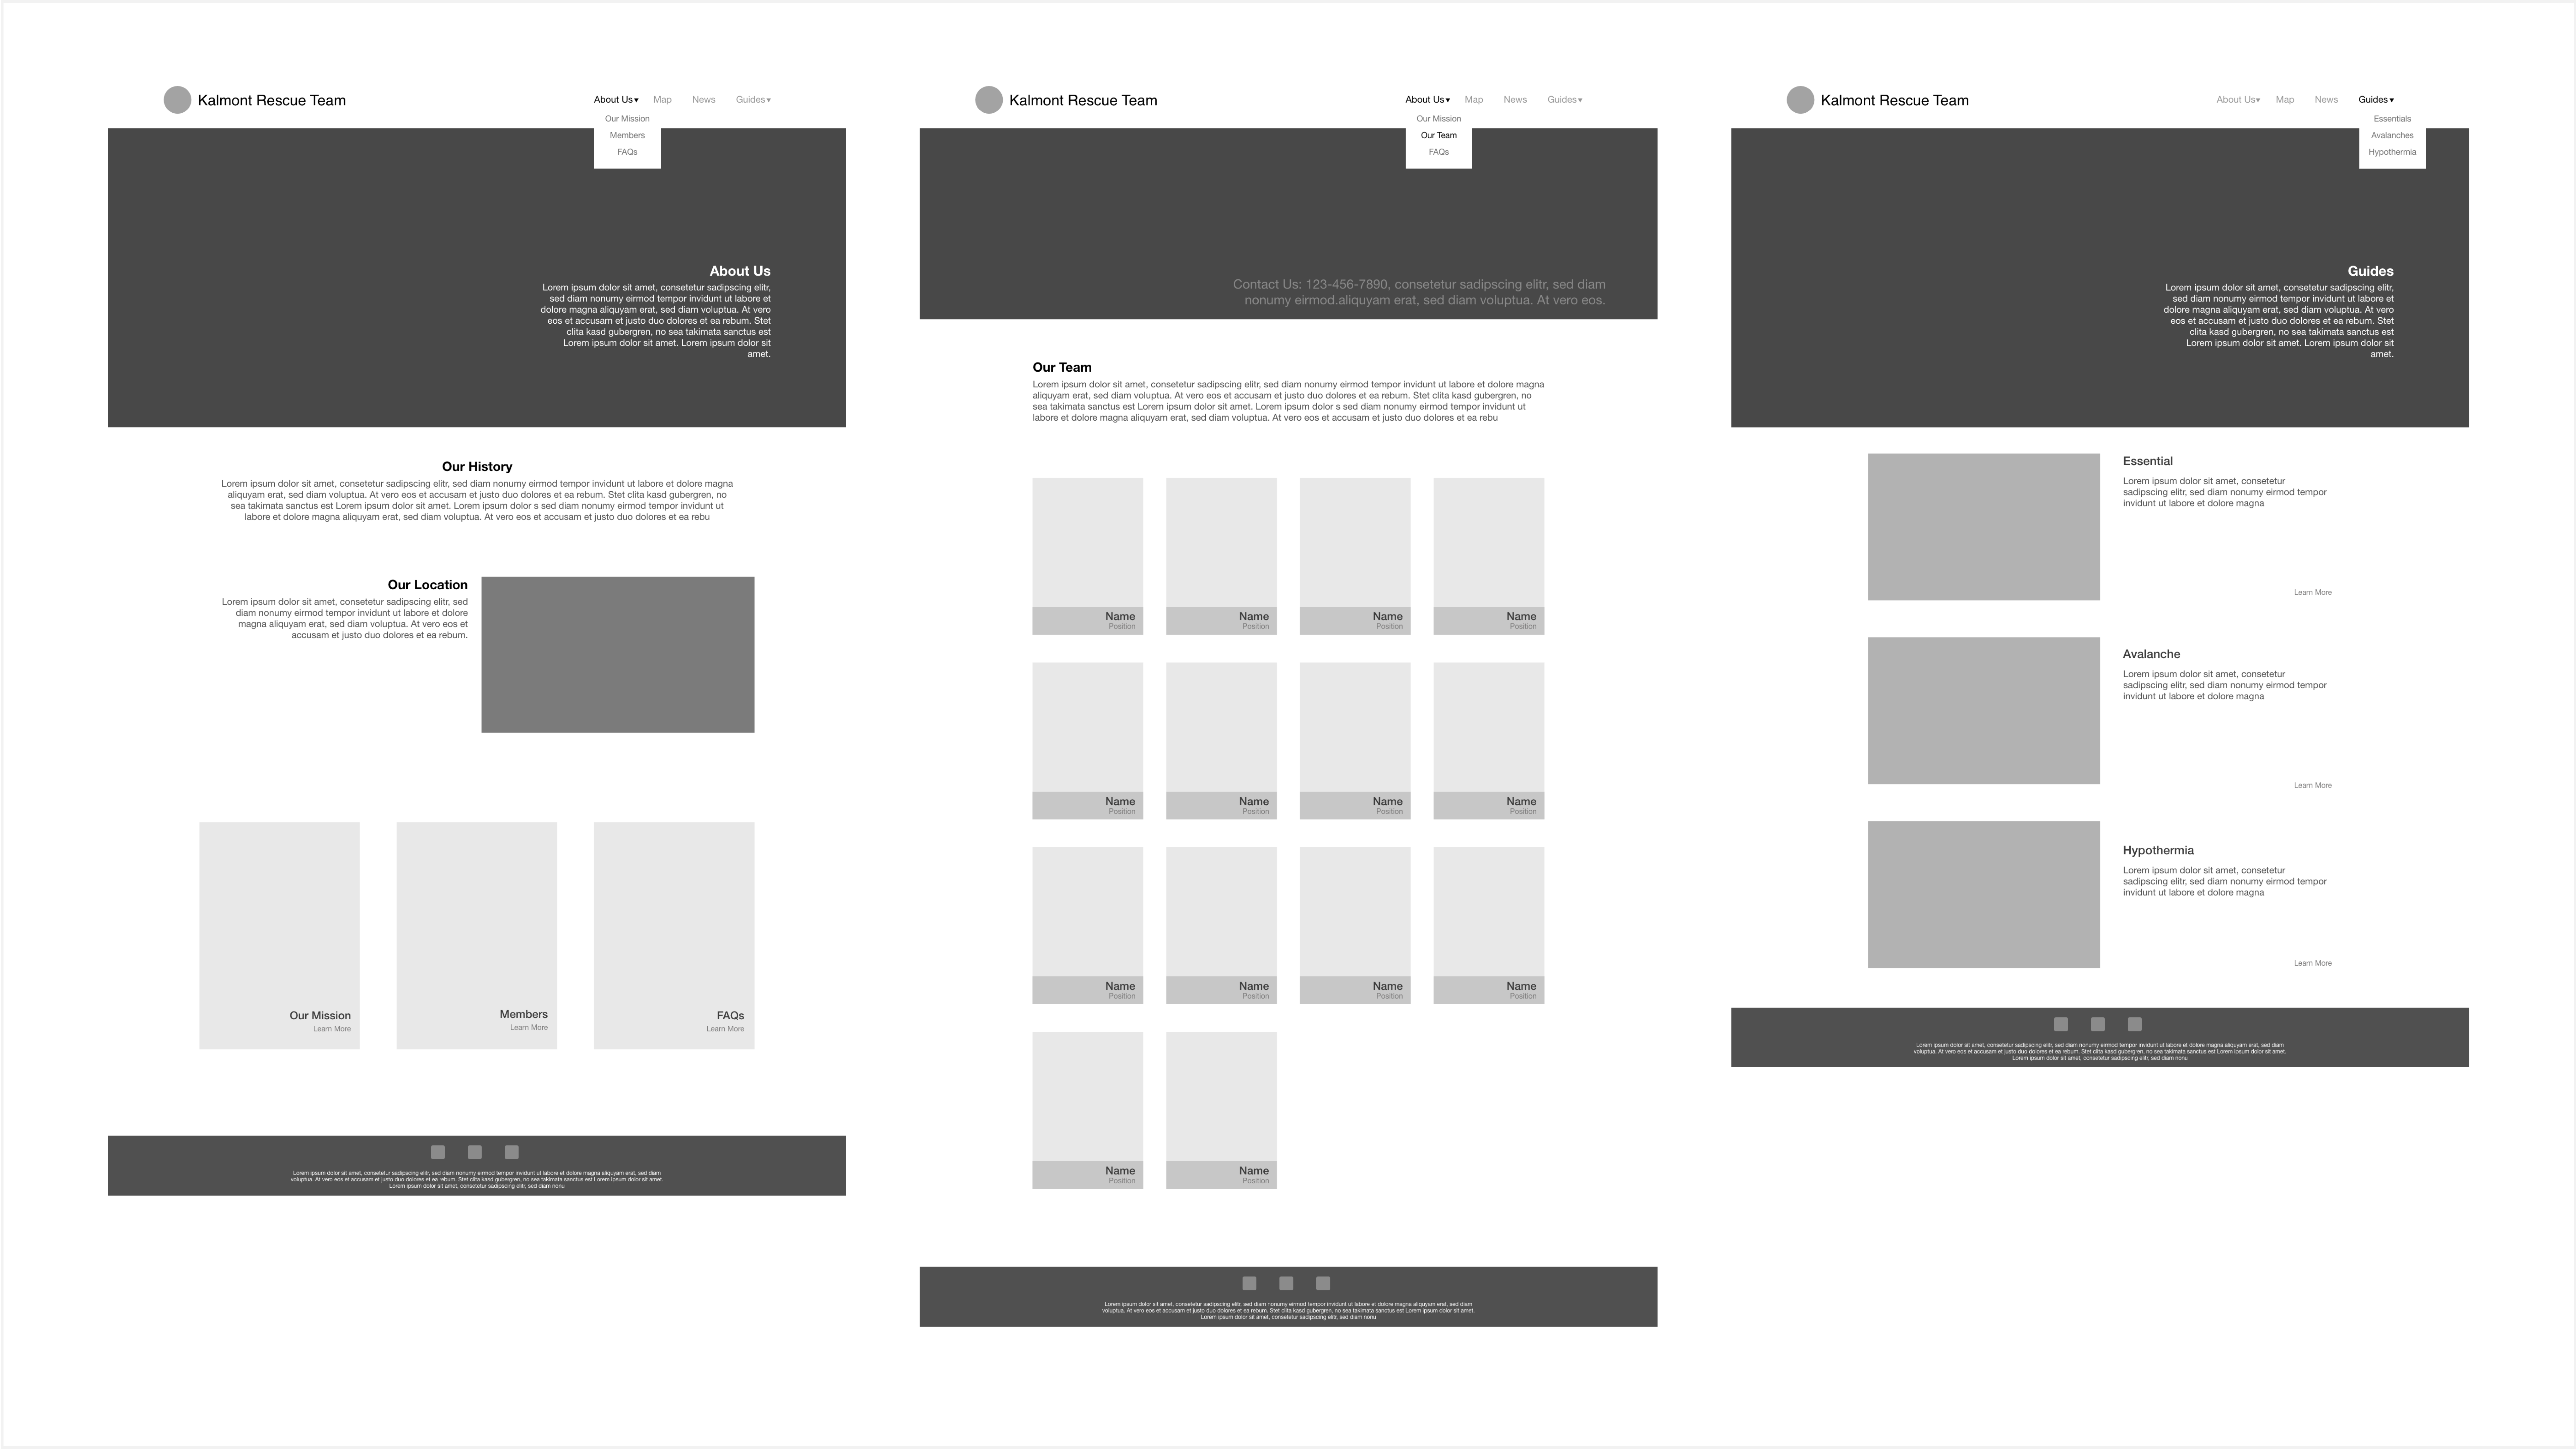 Kalmont Rescue Team
About Us▾ Map News Guides▾
Our Mission
Members
FAQs
About Us
Lorem ipsum dolor sit amet, consetetur sadipscing elitr,
sed diam nonumy eirmod tempor invidunt ut labore et
dolore magna aliquyam erat, sed diam voluptua. At vero
eos et accusam et justo duo dolores et ea rebum. Stet
clita kasd gubergren, no sea takimata sanctus est
Lorem ipsum dolor sit amet. Lorem ipsum dolor sit
amet.
Our History
Lorem ipsum dolor sit amet, consetetur sadipscing elitr, sed diam nonumy eirmod tempor invidunt ut labore et dolore magna
aliquyam erat, sed diam voluptua. At vero eos et accusam et justo duo dolores et ea rebum. Stet clita kasd gubergren, no
sea takimata sanctus est Lorem ipsum dolor sit amet. Lorem ipsum dolor s sed diam nonumy eirmod tempor invidunt ut
labore et dolore magna aliquyam erat, sed diam voluptua. At vero eos et accusam et justo duo dolores et ea rebu
Our Location
Lorem ipsum dolor sit amet, consetetur sadipscing elitr, sed
diam nonumy eirmod tempor invidunt ut labore et dolore
magna aliquyam erat, sed diam voluptua. At vero eos et
accusam et justo duo dolores et ea rebum.
Our Mission
Learn More
Members
Learn More
FAQs
Learn More
Lorem ipsum dolor sit amet, consetetur sadipscing elitr, sed diam nonumy eirmod tempor invidunt ut labore et dolore magna aliquyam erat, sed diam
voluptua. At vero eos et accusam et justo duo dolores et ea rebum. Stet clita kasd gubergren, no sea takimata sanctus est Lorem ipsum dolor sit amet.
Lorem ipsum dolor sit amet, consetetur sadipscing elitr, sed diam nonu
Kalmont Rescue Team
About Us▾ Map News Guides▾
Our Mission
Our Team
FAQs
Contact Us: 123-456-7890, consetetur sadipscing elitr, sed diam
nonumy eirmod.aliquyam erat, sed diam voluptua. At vero eos.
Our Team
Lorem ipsum dolor sit amet, consetetur sadipscing elitr, sed diam nonumy eirmod tempor invidunt ut labore et dolore magna
aliquyam erat, sed diam voluptua. At vero eos et accusam et justo duo dolores et ea rebum. Stet clita kasd gubergren, no
sea takimata sanctus est Lorem ipsum dolor sit amet. Lorem ipsum dolor s sed diam nonumy eirmod tempor invidunt ut
labore et dolore magna aliquyam erat, sed diam voluptua. At vero eos et accusam et justo duo dolores et ea rebu
Name Name Name Name
Position Position Position Position
Name Name Name Name
Position Position Position Position
Name Name Name Name
Position Position Position Position
Name Name
Position Position
Lorem ipsum dolor sit amet, consetetur sadipscing elitr, sed diam nonumy eirmod tempor invidunt ut labore et dolore magna aliquyam erat, sed diam
voluptua. At vero eos et accusam et justo duo dolores et ea rebum. Stet clita kasd gubergren, no sea takimata sanctus est Lorem ipsum dolor sit amet.
Lorem ipsum dolor sit amet, consetetur sadipscing elitr, sed diam nonu
Kalmont Rescue Team
About Us▾ Map News Guides▾
Essentials
Avalanches
Hypothermia
Guides
Lorem ipsum dolor sit amet, consetetur sadipscing elitr,
sed diam nonumy eirmod tempor invidunt ut labore et
dolore magna aliquyam erat, sed diam voluptua. At vero
eos et accusam et justo duo dolores et ea rebum. Stet
clita kasd gubergren, no sea takimata sanctus est
Lorem ipsum dolor sit amet. Lorem ipsum dolor sit
amet.
Essential
Lorem ipsum dolor sit amet, consetetur
sadipscing elitr, sed diam nonumy eirmod tempor
invidunt ut labore et dolore magna
Learn More
Avalanche
Lorem ipsum dolor sit amet, consetetur
sadipscing elitr, sed diam nonumy eirmod tempor
invidunt ut labore et dolore magna
Learn More
Hypothermia
Lorem ipsum dolor sit amet, consetetur
sadipscing elitr, sed diam nonumy eirmod tempor
invidunt ut labore et dolore magna
Learn More
Lorem ipsum dolor sit amet, consetetur sadipscing elitr, sed diam nonumy eirmod tempor invidunt ut labore et dolore magna aliquyam erat, sed diam
voluptua. At vero eos et accusam et justo duo dolores et ea rebum. Stet clita kasd gubergren, no sea takimata sanctus est Lorem ipsum dolor sit amet.
Lorem ipsum dolor sit amet, consetetur sadipscing elitr, sed diam nonu